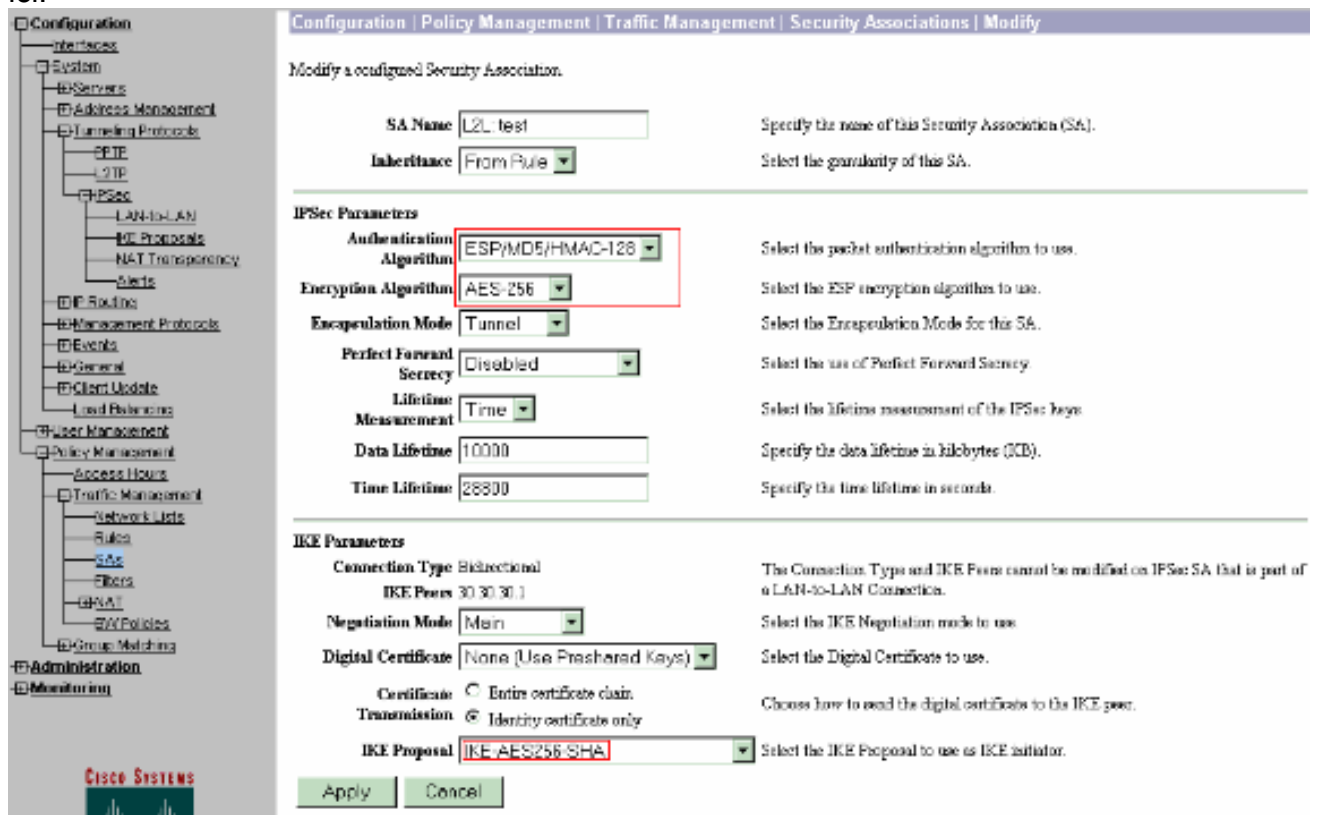 Configuration
Interfaces
System
Servers
Address Management
Tunneling Protocols
PPTP
L2TP
IPSec
LAN-to-LAN
IKE Proposals
NAT Transparency
Alerts
IP Routing
Management Protocols
Events
General
Client Update
Load Balancing
User Management
Policy Management
Access Hours
Traffic Management
Network Lists
Rules
SAs
Filters
NAT
BW Policies
Group Matching
Administration
Monitoring
CISCO SYSTEMS
Configuration | Policy Management | Traffic Management | Security Associations | Modify
Modify a configured Security Association.
SA Name L2L: test Specify the name of this Security Association (SA).
Inheritance From Rule Select the granularity of this SA.
IPSec Parameters
Authentication Algorithm ESP/MD5/HMAC-128 Select the packet authentication algorithm to use.
Encryption Algorithm AES-256 Select the ESP encryption algorithm to use.
Encapsulation Mode Tunnel Select the Encapsulation Mode for this SA.
Perfect Forward Secrecy Disabled Select the use of Perfect Forward Secrecy.
Lifetime Measurement Time Select the lifetime measurement of the IPSec keys.
Data Lifetime 10000 Specify the data lifetime in kilobytes (KB).
Time Lifetime 28800 Specify the time lifetime in seconds.
IKE Parameters
Connection Type Bidirectional The Connection Type and IKE Peers cannot be modified on IPSec SA that is part of
IKE Peers 30.30.30.1 a LAN-to-LAN Connection.
Negotiation Mode Main Select the IKE Negotiation mode to use.
Digital Certificate None (Use Preshared Keys) Select the Digital Certificate to use.
Certificate Transmission Entire certificate chain
Identity certificate only Choose how to send the digital certificate to the IKE peer.
IKE Proposal IKE-AES256-SHA Select the IKE Proposal to use as IKE initiator.
Apply Cancel